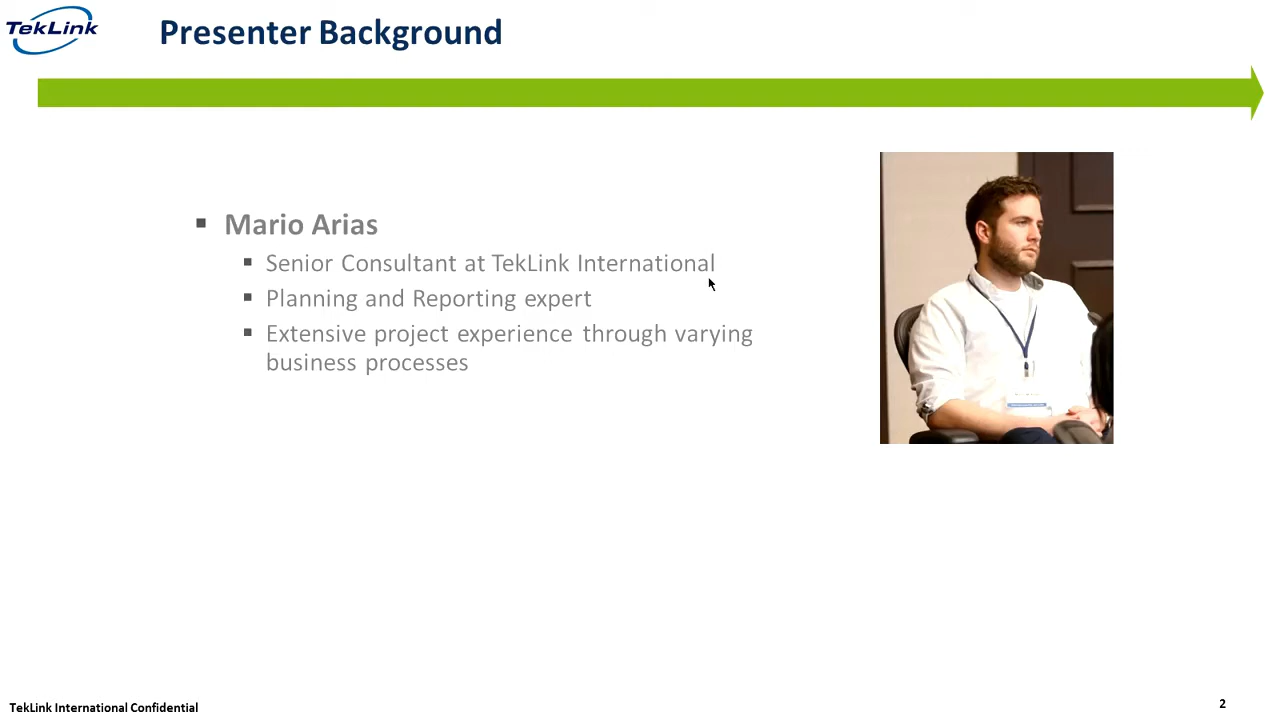 TekLink
Presenter Background
▪ Mario Arias
▪ Senior Consultant at TekLink International
▪ Planning and Reporting expert
▪ Extensive project experience through varying
business processes
TekLink International Confidential
2